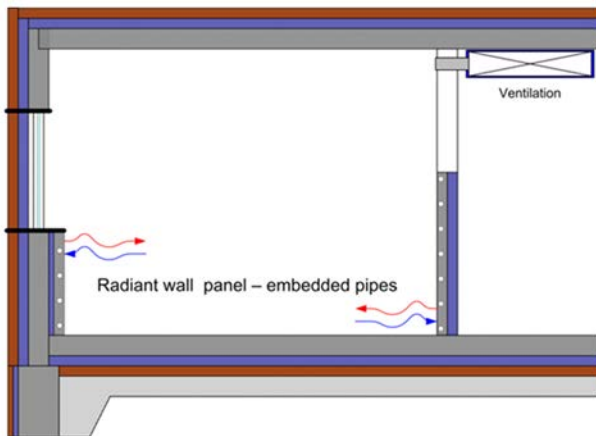 Ventilation
Radiant wall panel – embedded pipes